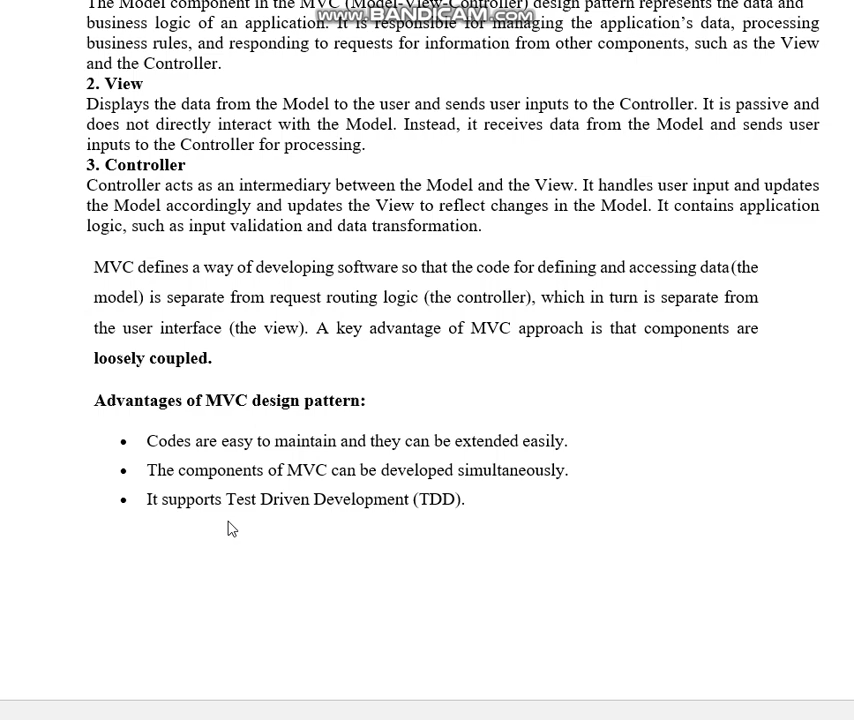 The Model component in the MVC (Model-View-Controller) design pattern represents the data and
www.BANDICAM.com
business logic of an application. It is responsible for managing the application’s data, processing
business rules, and responding to requests for information from other components, such as the View
and the Controller.
2. View
Displays the data from the Model to the user and sends user inputs to the Controller. It is passive and
does not directly interact with the Model. Instead, it receives data from the Model and sends user
inputs to the Controller for processing.
3. Controller
Controller acts as an intermediary between the Model and the View. It handles user input and updates
the Model accordingly and updates the View to reflect changes in the Model. It contains application
logic, such as input validation and data transformation.
MVC defines a way of developing software so that the code for defining and accessing data(the
model) is separate from request routing logic (the controller), which in turn is separate from
the user interface (the view). A key advantage of MVC approach is that components are
loosely coupled.
Advantages of MVC design pattern:
• Codes are easy to maintain and they can be extended easily.
• The components of MVC can be developed simultaneously.
• It supports Test Driven Development (TDD).